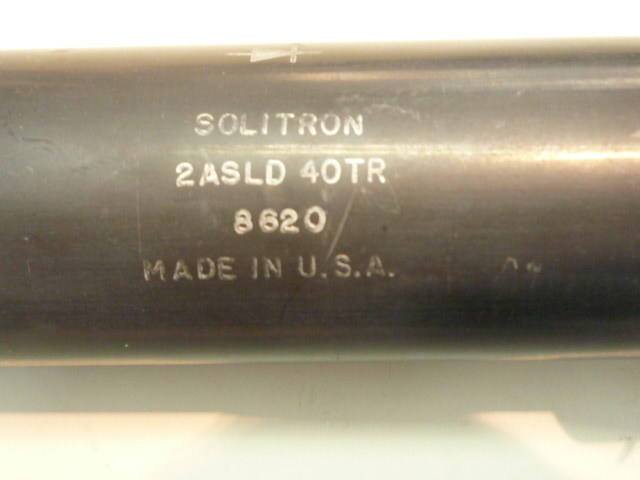 SOLITRON
2ASLD 40TR
8620
MADE IN U.S.A.